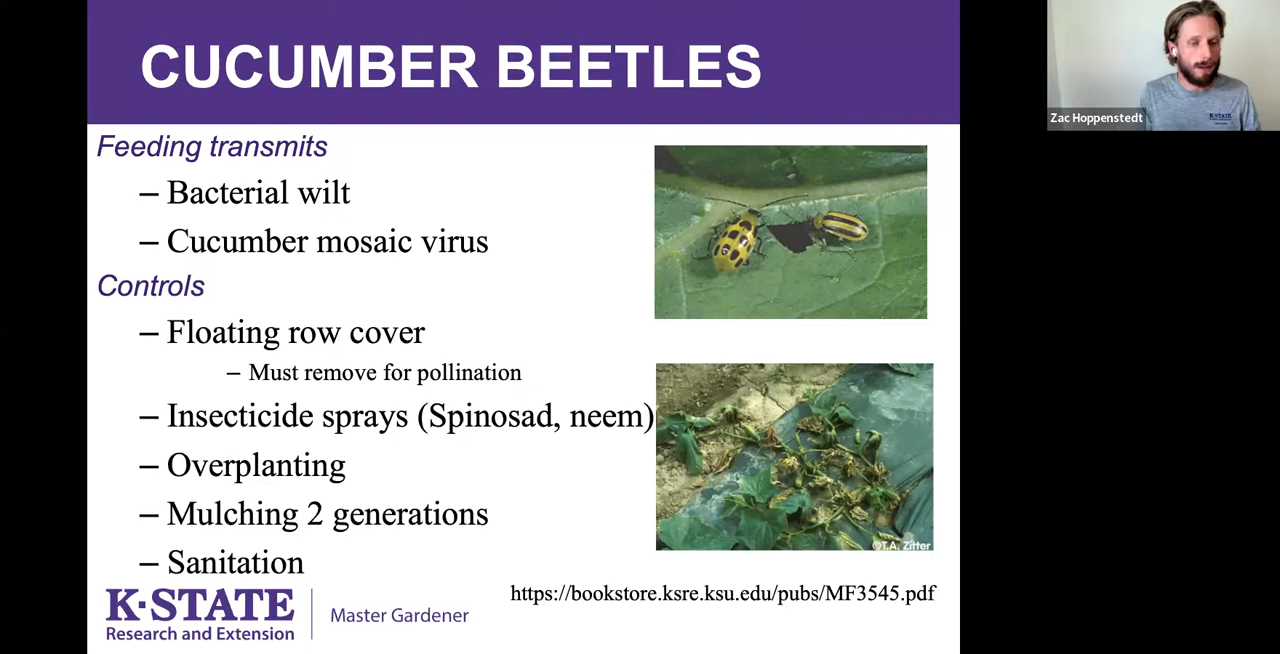 CUCUMBER BEETLES
Feeding transmits
– Bacterial wilt
– Cucumber mosaic virus
Controls
– Floating row cover
– Must remove for pollination
– Insecticide sprays (Spinosad, neem)
– Overplanting
– Mulching 2 generations
– Sanitation
©T.A. Zitter
https://bookstore.ksre.ksu.edu/pubs/MF3545.pdf
K-STATE
Research and Extension
Master Gardener
Zac Hoppenstedt
K-STATE